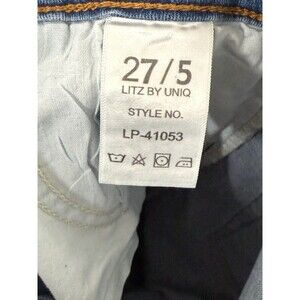 27/5
LITZ BY UNIQ
STYLE NO.
LP-41053